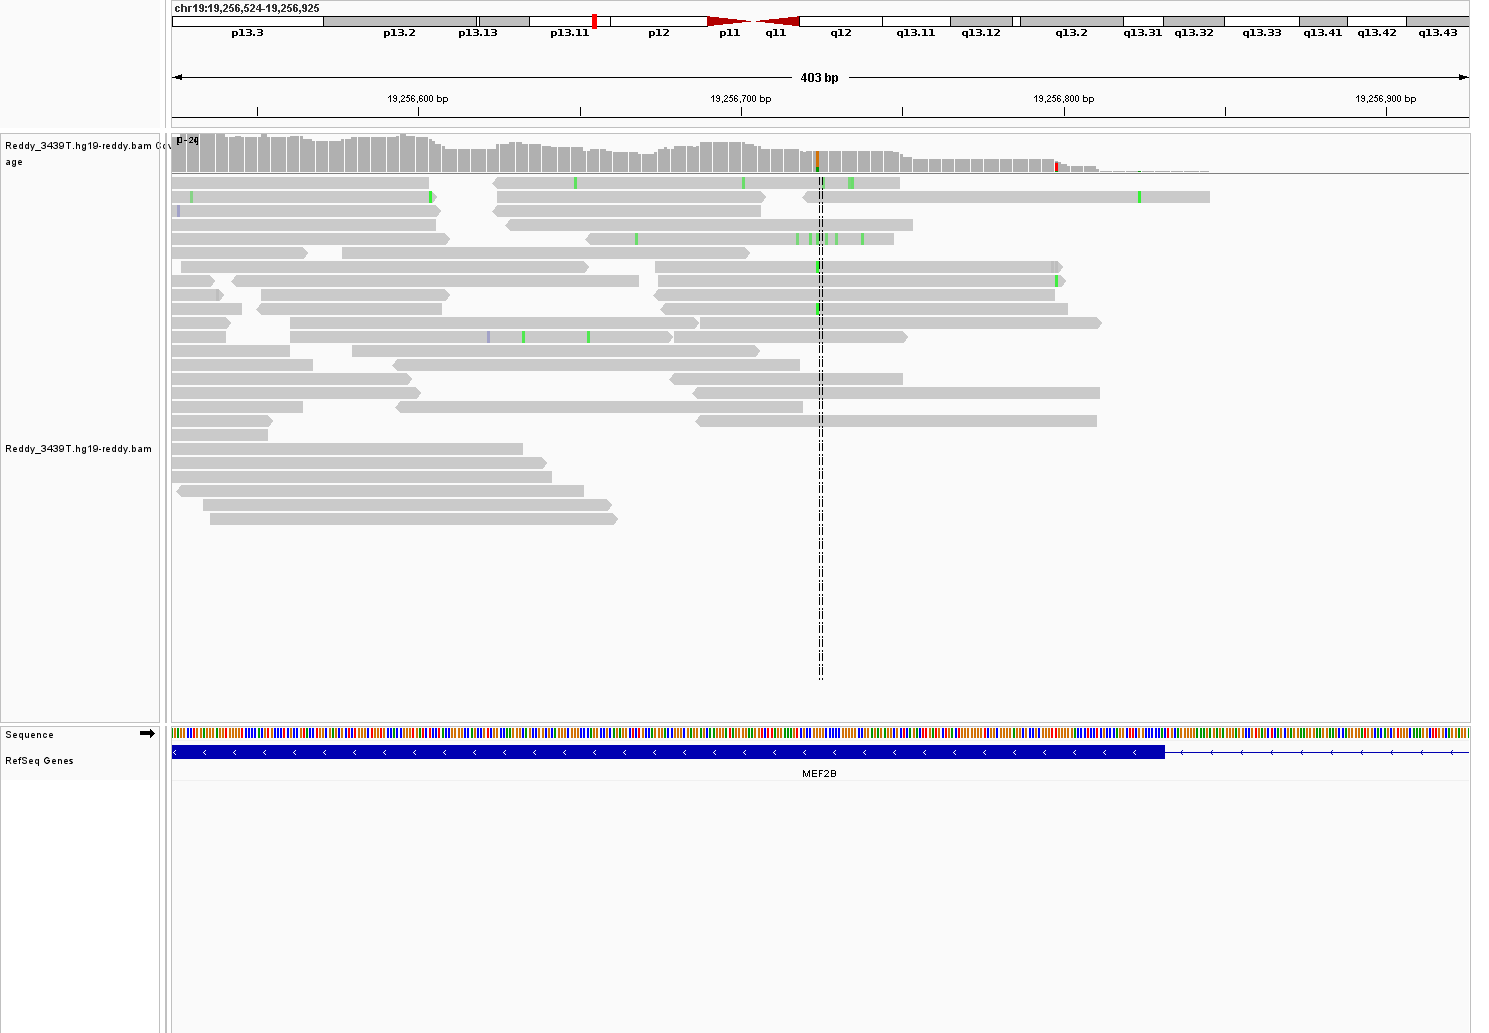 chr19:19,256,524-19,256,925
p13.3 p13.2 p13.13 p13.11 p12 p11 q11 q12 q13.11 q13.12 q13.2 q13.31 q13.32 q13.33 q13.41 q13.42 q13.43
403 bp
19,256,600 bp 19,256,700 bp 19,256,800 bp 19,256,900 bp
Reddy_3439T.hg19-reddy.bam Cov
age
Reddy_3439T.hg19-reddy.bam
Sequence
RefSeq Genes
MEF2B